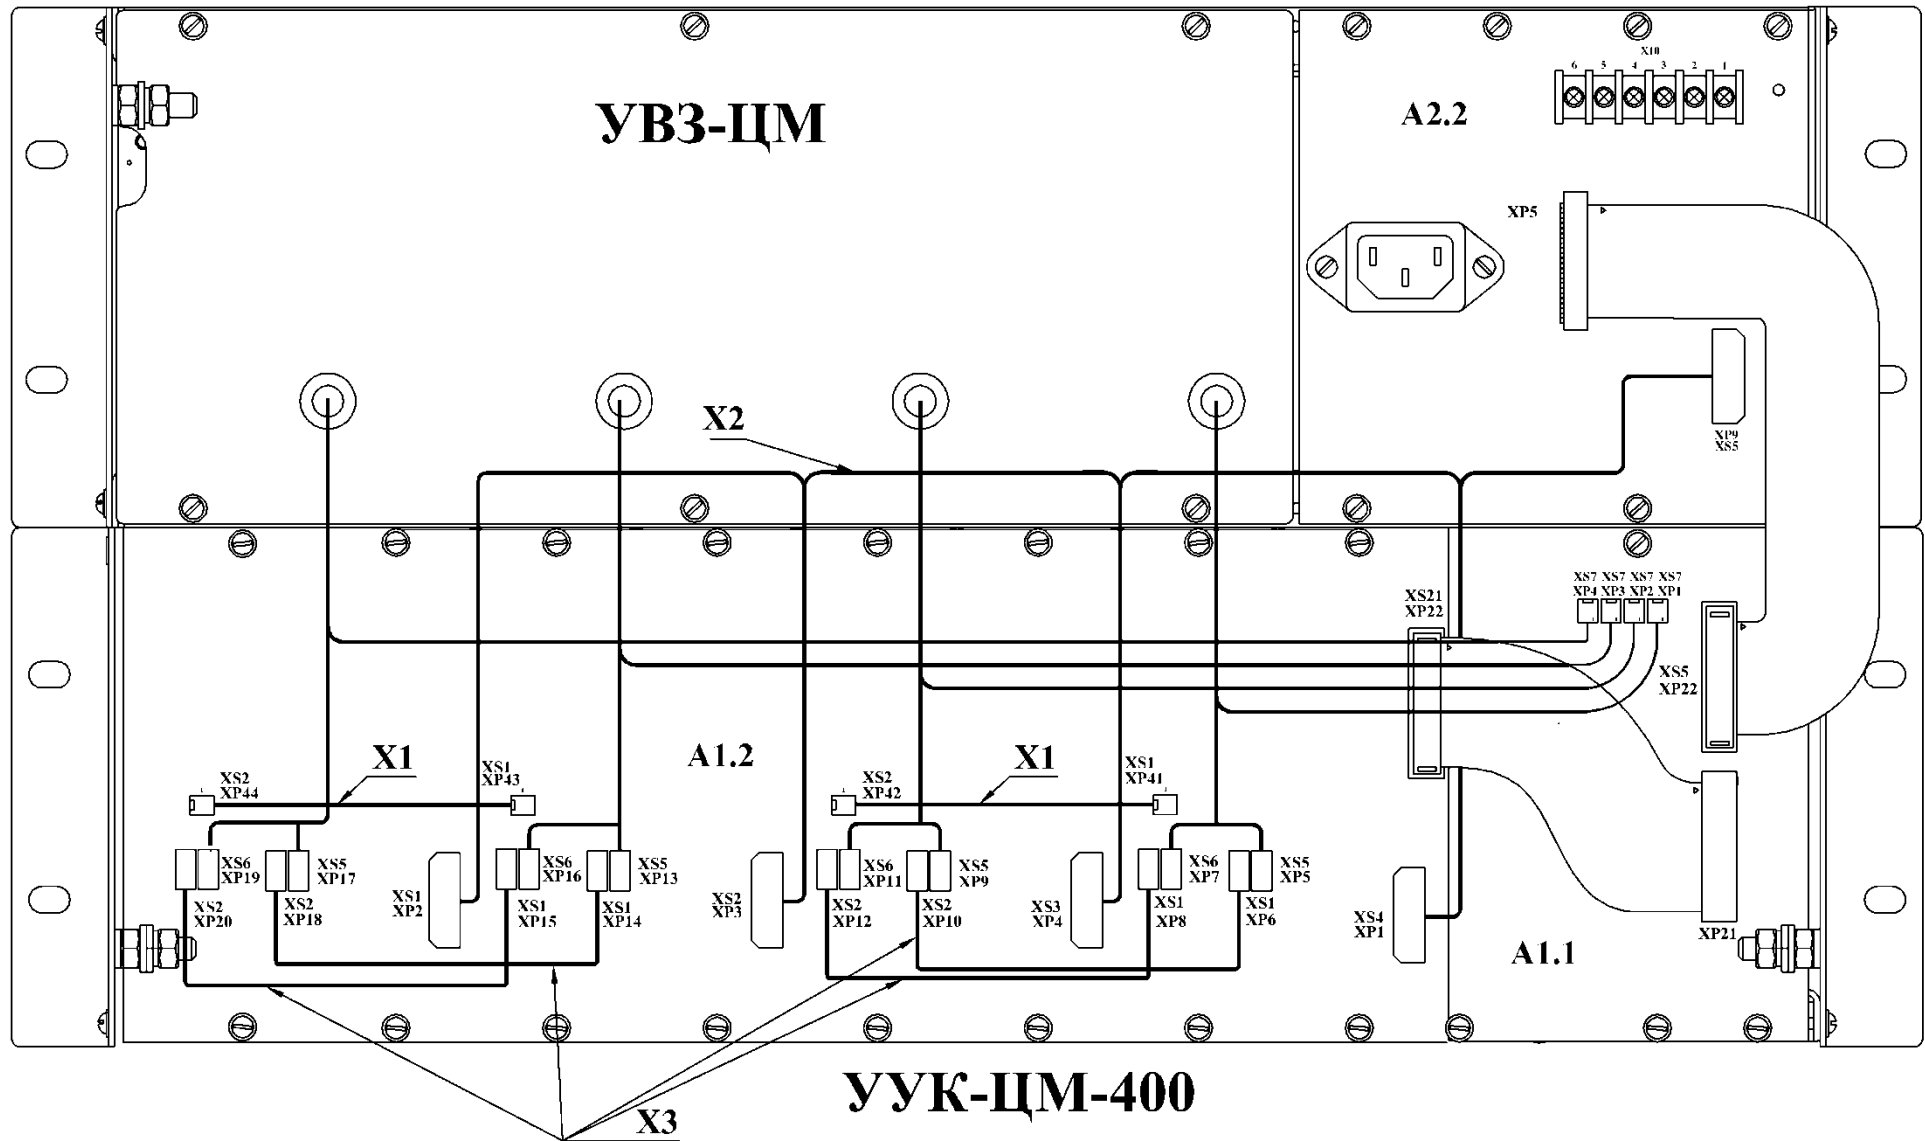 X10
6 5 4 3 2 1
УВЗ-ЦМ
A2.2
XP5
X2
XP9
XS5
XS7 XS7 XS7 XS7
XP4 XP3 XP2 XP1
XS21
XP22
XS5
XP22
X1
A1.2
X1
XS2
XP44
XS1
XP43
XS2
XP42
XS1
XP41
XS6
XP19
XS5
XP17
XS6
XP16
XS5
XP13
XS6
XP11
XS5
XP9
XS6
XP7
XS5
XP5
XS2
XP20
XS2
XP18
XS1
XP2
XS1
XP15
XS1
XP14
XS2
XP3
XS2
XP12
XS2
XP10
XS3
XP4
XS1
XP8
XS1
XP6
XS4
XP1
XP21
A1.1
УУК-ЦМ-400
X3